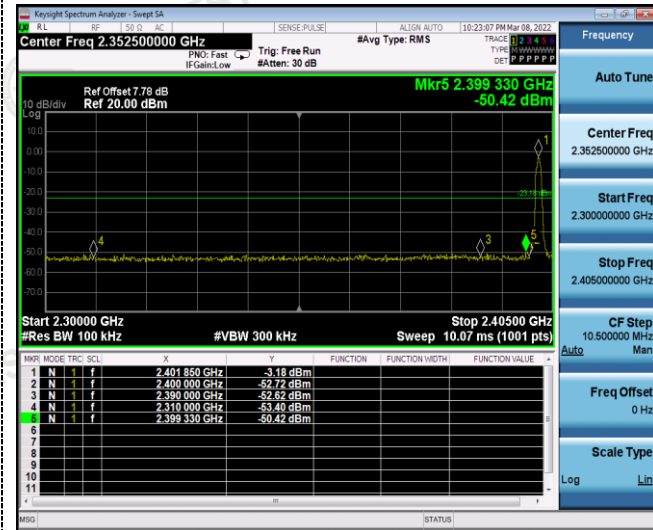 Keysight Spectrum Analyzer - Swept SA
RL RF 50 Ω AC SENSE:PULSE ALIGN AUTO 10:23:07 PM Mar 08, 2022
Center Freq 2.352500000 GHz
PNO: Fast
IFGain:Low
Trig: Free Run
#Atten: 30 dB
#Avg Type: RMS
TRACE 1 2 3 4 5 6
TYPE M WWWWW
DET P P P P P P
Frequency
Auto Tune
Center Freq
2.352500000 GHz
Start Freq
2.300000000 GHz
Stop Freq
2.405000000 GHz
CF Step
10.500000 MHz
Auto Man
Freq Offset
0 Hz
Scale Type
Log Lin
Mkr5 2.399 330 GHz
-50.42 dBm
Ref Offset 7.78 dB
10 dB/div Ref 20.00 dBm
Log
10.0
0.00
-10.0
-20.0
-30.0
-40.0
-50.0
-60.0
-70.0
-23.18 dBm
1
4
3
5
Start 2.30000 GHz Stop 2.40500 GHz
#Res BW 100 kHz #VBW 300 kHz Sweep 10.07 ms (1001 pts)
MKR MODE TRC SCL X Y FUNCTION FUNCTION WIDTH FUNCTION VALUE
1 N 1 f 2.401 850 GHz -3.18 dBm
2 N 1 f 2.400 000 GHz -52.72 dBm
3 N 1 f 2.390 000 GHz -52.62 dBm
4 N 1 f 2.310 000 GHz -53.40 dBm
5 N 1 f 2.399 330 GHz -50.42 dBm
6
7
8
9
10
11
MSG STATUS